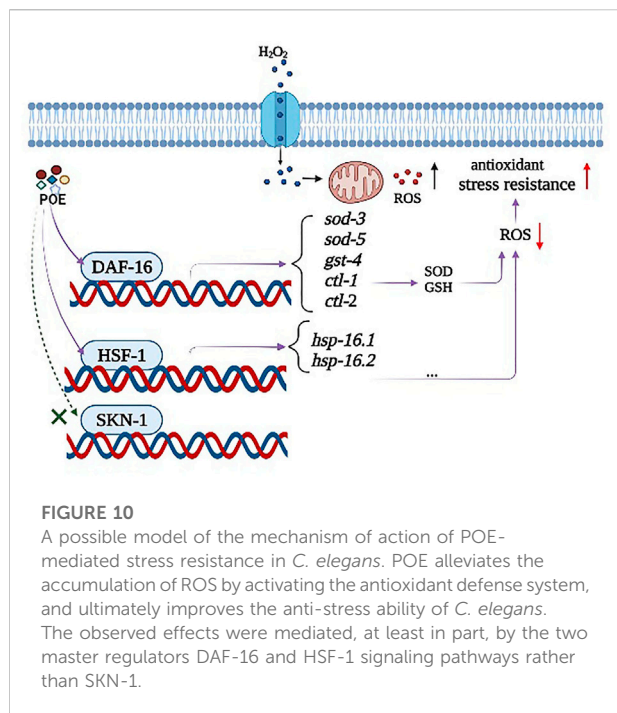 H₂O₂
POE
ROS
antioxidant
stress resistance
ROS
DAF-16
sod-3
sod-5
gst-4
ctl-1
ctl-2
SOD
GSH
HSF-1
hsp-16.1
hsp-16.2
...
SKN-1
FIGURE 10
A possible model of the mechanism of action of POE-
mediated stress resistance in C. elegans. POE alleviates the
accumulation of ROS by activating the antioxidant defense system,
and ultimately improves the anti-stress ability of C. elegans.
The observed effects were mediated, at least in part, by the two
master regulators DAF-16 and HSF-1 signaling pathways rather
than SKN-1.